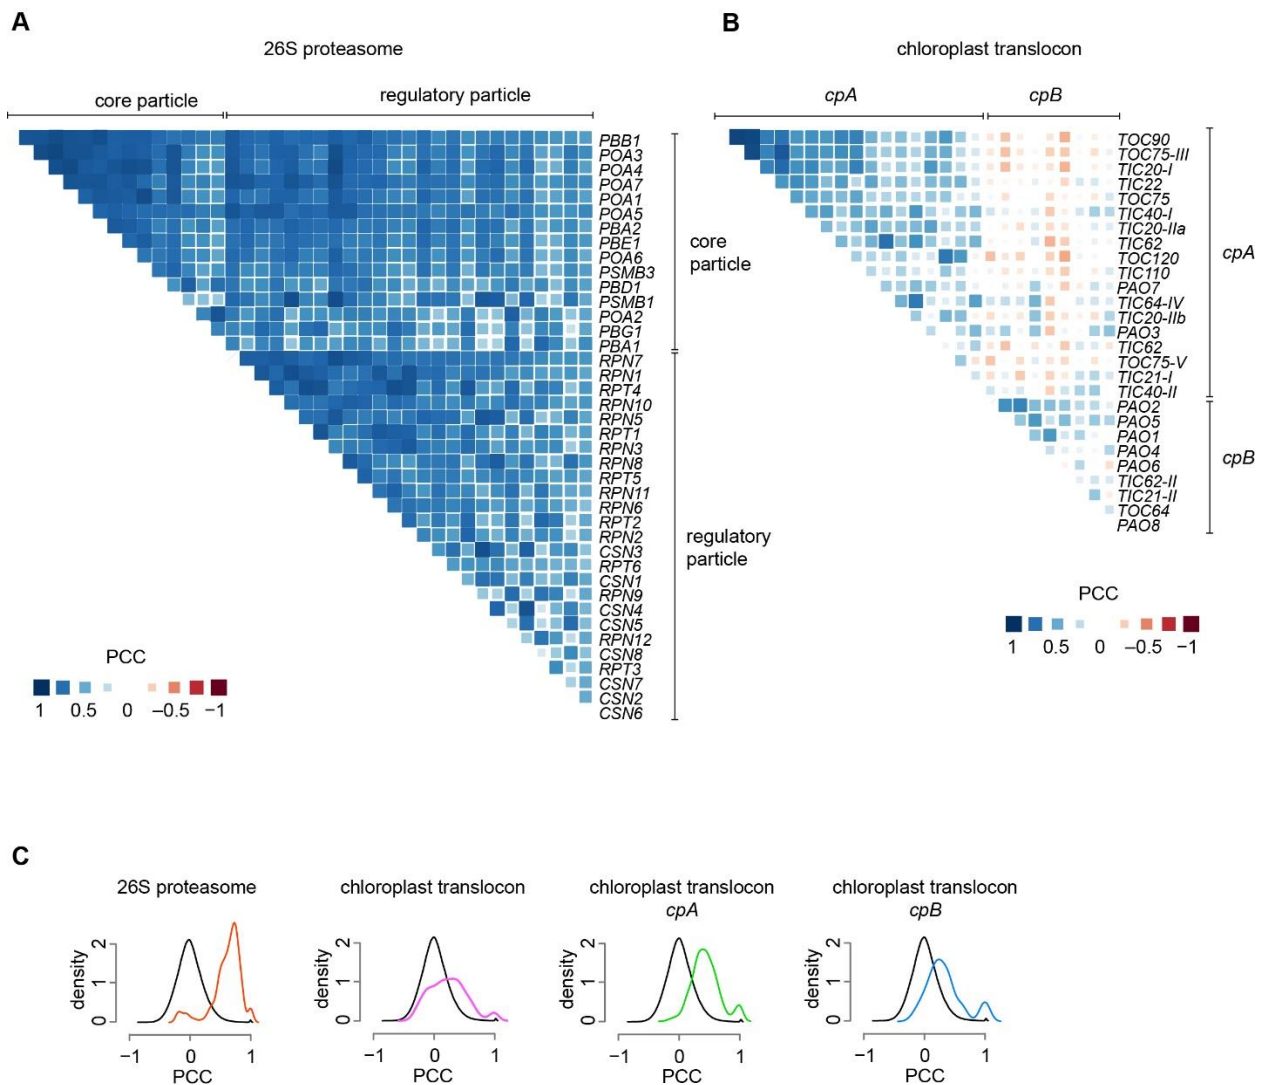 A
26S proteasome
core particle
regulatory particle
PBB1
POA3
POA4
POA7
POA1
POA5
PBA2
PBE1
POA6
PSMB3
PBD1
PSMB1
POA2
PBG1
PBA1
RPN7
RPN1
RPT4
RPN10
RPN5
RPT1
RPN3
RPN8
RPT5
RPN11
RPN6
RPT2
RPN2
CSN3
RPT6
CSN1
RPN9
CSN4
CSN5
RPN12
CSN8
RPT3
CSN7
CSN2
CSN6
core
particle
regulatory
particle
PCC
1 0.5 0 −0.5 −1
B
chloroplast translocon
cpA
cpB
TOC90
TOC75-III
TIC20-I
TIC22
TOC75
TIC40-I
TIC20-IIa
TIC62
TOC120
TIC110
PAO7
TIC64-IV
TIC20-IIb
PAO3
TIC62
TOC75-V
TIC21-I
TIC40-II
PAO2
PAO5
PAO1
PAO4
PAO6
TIC62-II
TIC21-II
TOC64
PAO8
cpA
cpB
PCC
1 0.5 0 −0.5 −1
C
26S proteasome
density
0 1 2
−1 0 1
PCC
chloroplast translocon
density
0 1 2
−1 0 1
PCC
chloroplast translocon
cpA
density
0 1 2
−1 0 1
PCC
chloroplast translocon
cpB
density
0 1 2
−1 0 1
PCC